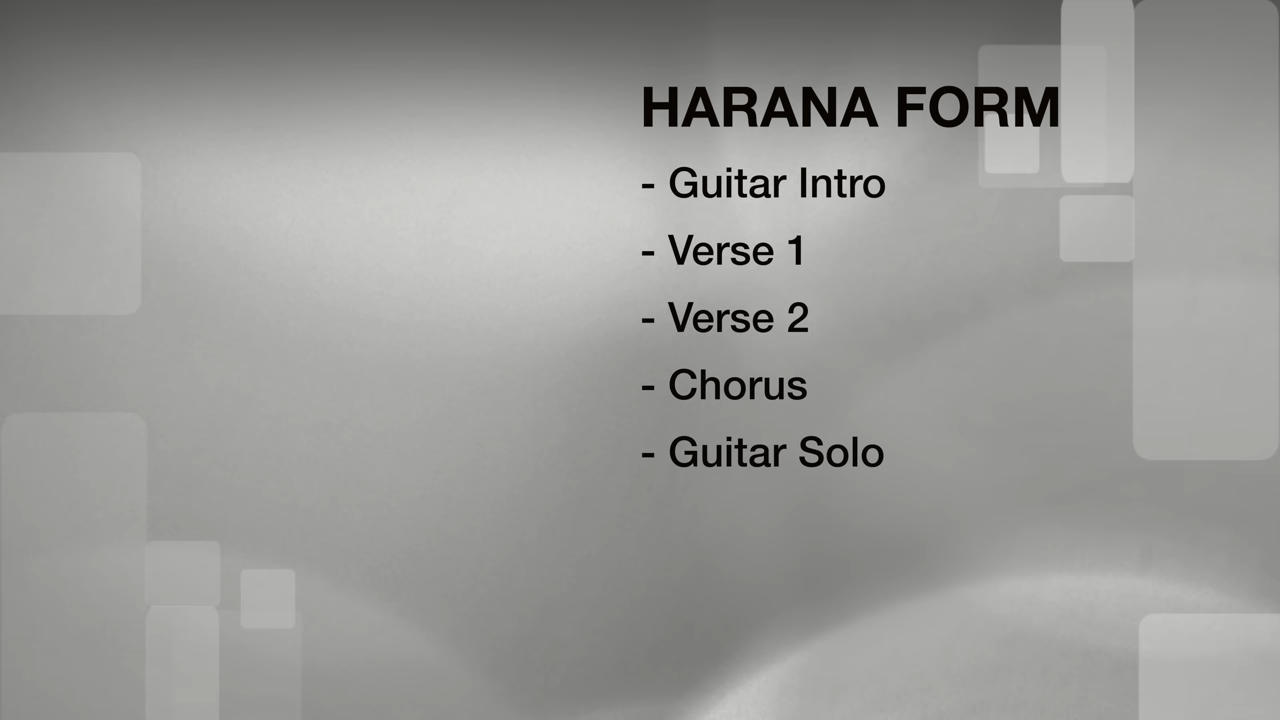 HARANA FORM
- Guitar Intro
- Verse 1
- Verse 2
- Chorus
- Guitar Solo